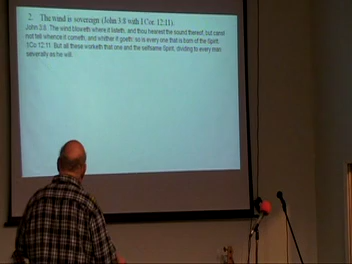 2. The wind is sovereign (John 3:8 with I Cor. 12:11).
John 3:8 The wind bloweth where it listeth, and thou hearest the sound thereof, but canst
not tell whence it cometh, and whither it goeth: so is every one that is born of the Spirit.
1Co 12:11 But all these worketh that one and the selfsame Spirit, dividing to every man
severally as he will.